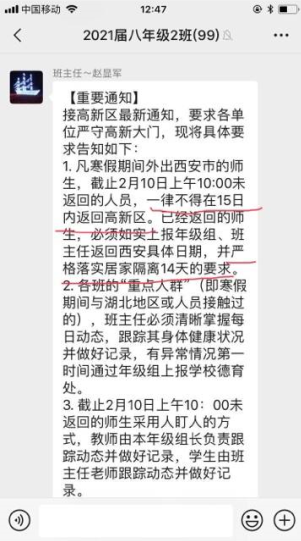 中国移动
12:47
2021届八年级2班(99)
班主任~赵显军
【重要通知】
接高新区最新通知，要求各单
位严守高新大门，现将具体要
求告知如下：
1. 凡寒假期间外出西安市的师
生，截止2月10日上午10:00未
返回的人员，一律不得在15日
内返回高新区。已经返回的师
生，必须如实上报年级组、班
主任返回西安具体日期，并严
格落实居家隔离14天的要求。
2. 各班的“重点人群”（即寒假
期间与湖北地区或人员接触过
的），班主任必须清晰掌握每
日动态，跟踪其身体健康状况
并做好记录，有异常情况第一
时间通过年级组上报学校德育
处。
3. 截止2月10日上午10：00未
返回的师生采用人盯人的方
式，教师由本年级组长负责跟
踪动态并做好记录，学生由班
主任老师跟踪动态并做好记
录。